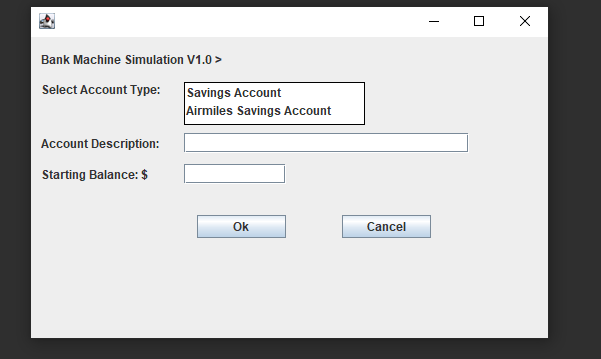 Bank Machine Simulation V1.0 >
Select Account Type:
Savings Account
Airmiles Savings Account
Account Description:
Starting Balance: $
Ok
Cancel